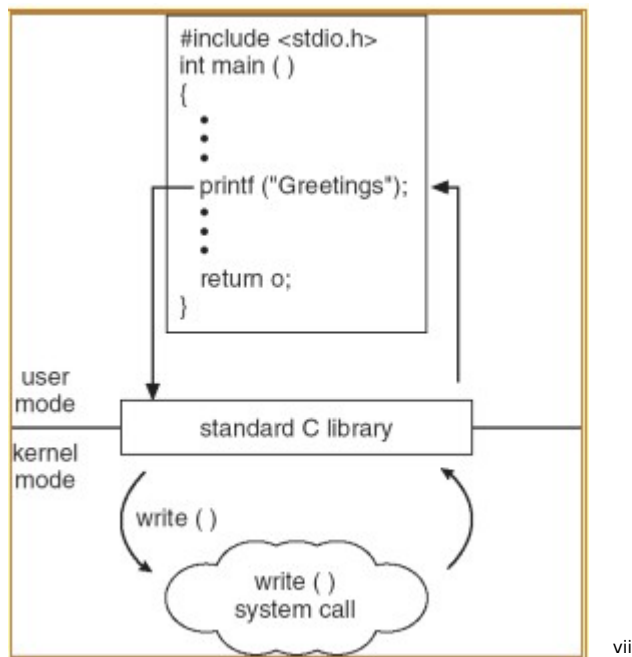 #include <stdio.h>
int main ( )
{
•
•
•
printf ("Greetings");
•
•
•
return o;
}
user
mode
standard C library
kernel
mode
write ( )
write ( )
system call
vii